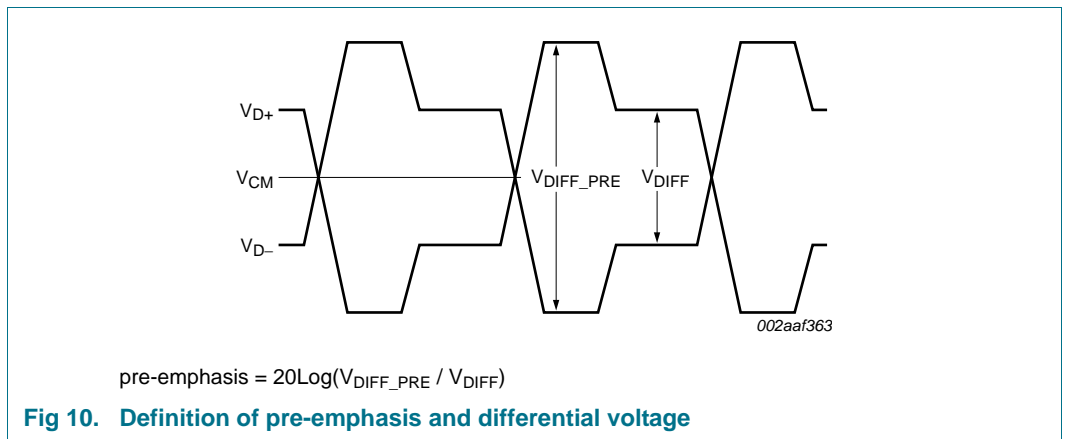 V_D+
V_CM
V_DIFF_PRE V_DIFF
V_D−
002aaf363
pre-emphasis = 20Log(V_DIFF_PRE / V_DIFF)
Fig 10. Definition of pre-emphasis and differential voltage